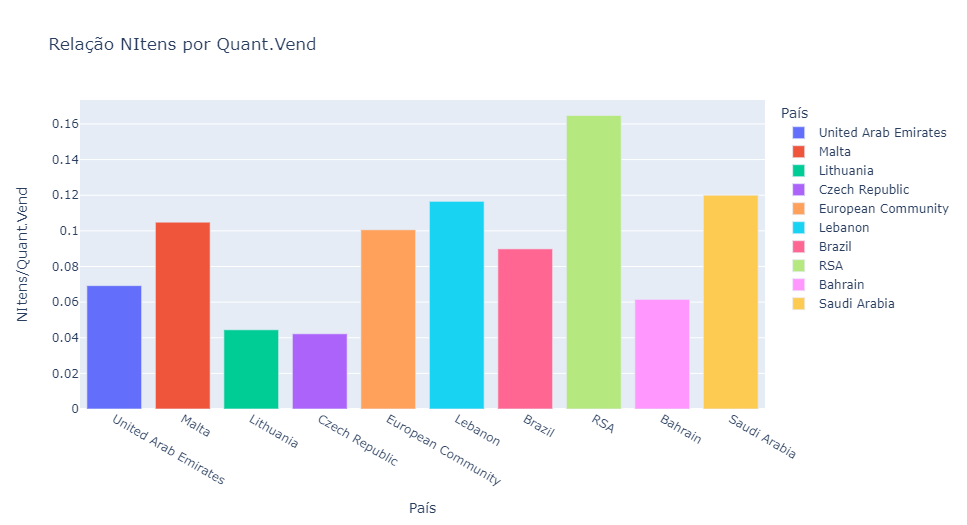 Relação NItens por Quant.Vend
NItens/Quant.Vend
0.16
0.14
0.12
0.1
0.08
0.06
0.04
0.02
0
United Arab Emirates
Malta
Lithuania
Czech Republic
European Community
Lebanon
Brazil
RSA
Bahrain
Saudi Arabia
País
País
United Arab Emirates
Malta
Lithuania
Czech Republic
European Community
Lebanon
Brazil
RSA
Bahrain
Saudi Arabia